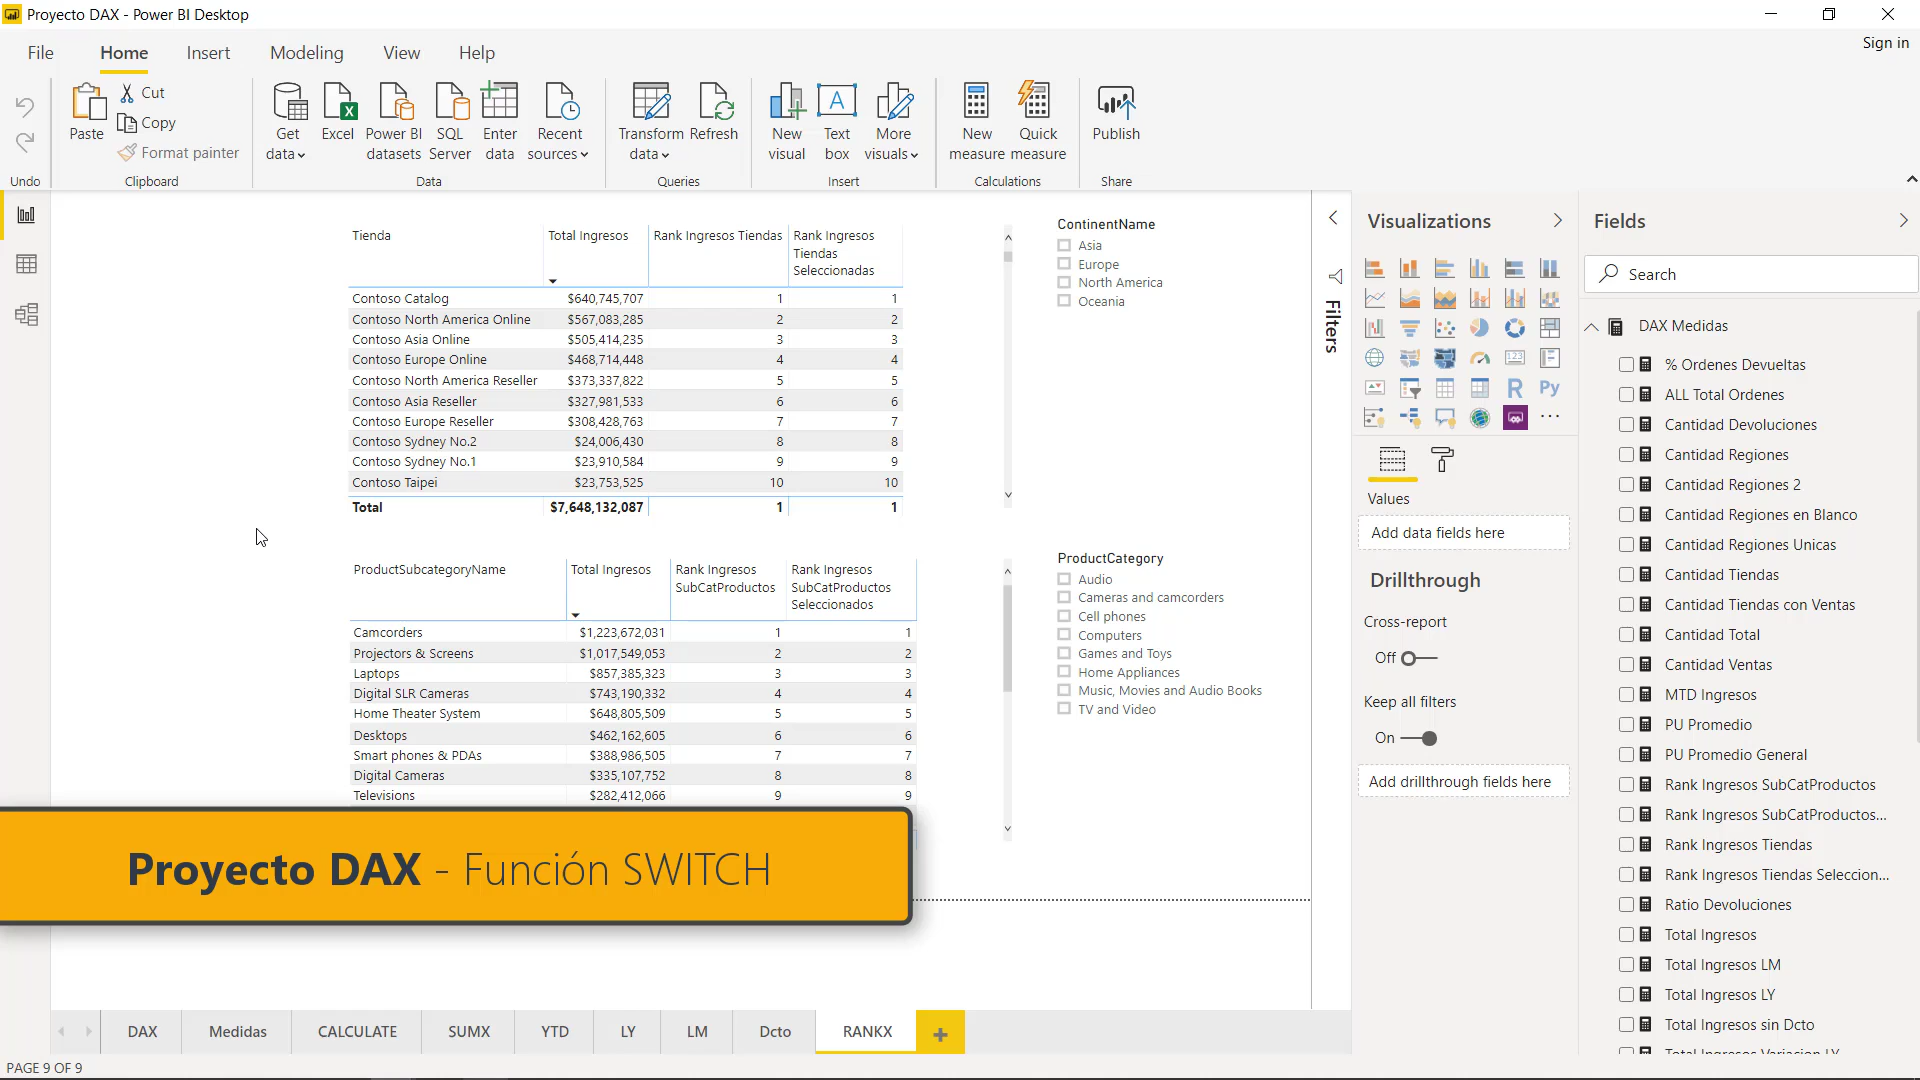 Proyecto DAX - Power BI Desktop
Sign in
File Home Insert Modeling View Help
Paste
Cut
Copy
Format painter
Get data
Excel
Power BI datasets
SQL Server
Enter data
Recent sources
Transform data
Refresh
New visual
Text box
More visuals
New measure
Quick measure
Publish
Undo
Clipboard
Data
Queries
Insert
Calculations
Share
Tienda Total Ingresos Rank Ingresos Tiendas Rank Ingresos Tiendas Seleccionadas
Contoso Catalog $640,745,707 1 1
Contoso North America Online $567,083,285 2 2
Contoso Asia Online $505,414,235 3 3
Contoso Europe Online $468,714,448 4 4
Contoso North America Reseller $373,337,822 5 5
Contoso Asia Reseller $327,981,533 6 6
Contoso Europe Reseller $308,428,763 7 7
Contoso Sydney No.2 $24,006,430 8 8
Contoso Sydney No.1 $23,910,584 9 9
Contoso Taipei $23,753,525 10 10
Total $7,648,132,087 1 1
ContinentName
Asia
Europe
North America
Oceania
ProductSubcategoryName Total Ingresos Rank Ingresos SubCatProductos Rank Ingresos SubCatProductos Seleccionados
Camcorders $1,223,672,031 1 1
Projectors & Screens $1,017,549,053 2 2
Laptops $857,385,323 3 3
Digital SLR Cameras $743,190,332 4 4
Home Theater System $648,805,509 5 5
Desktops $462,162,605 6 6
Smart phones & PDAs $388,986,505 7 7
Digital Cameras $335,107,752 8 8
Televisions $282,412,066 9 9
ProductCategory
Audio
Cameras and camcorders
Cell phones
Computers
Games and Toys
Home Appliances
Music, Movies and Audio Books
TV and Video
Proyecto DAX - Función SWITCH
Filters
Visualizations
R Py
123
Values
Add data fields here
Drillthrough
Cross-report
Off
Keep all filters
On
Add drillthrough fields here
Fields
Search
DAX Medidas
% Ordenes Devueltas
ALL Total Ordenes
Cantidad Devoluciones
Cantidad Regiones
Cantidad Regiones 2
Cantidad Regiones en Blanco
Cantidad Regiones Unicas
Cantidad Tiendas
Cantidad Tiendas con Ventas
Cantidad Total
Cantidad Ventas
MTD Ingresos
PU Promedio
PU Promedio General
Rank Ingresos SubCatProductos
Rank Ingresos SubCatProductos...
Rank Ingresos Tiendas
Rank Ingresos Tiendas Seleccion...
Ratio Devoluciones
Total Ingresos
Total Ingresos LM
Total Ingresos LY
Total Ingresos sin Dcto
Total Ingresos Variacion LY
DAX Medidas CALCULATE SUMX YTD LY LM Dcto RANKX
PAGE 9 OF 9